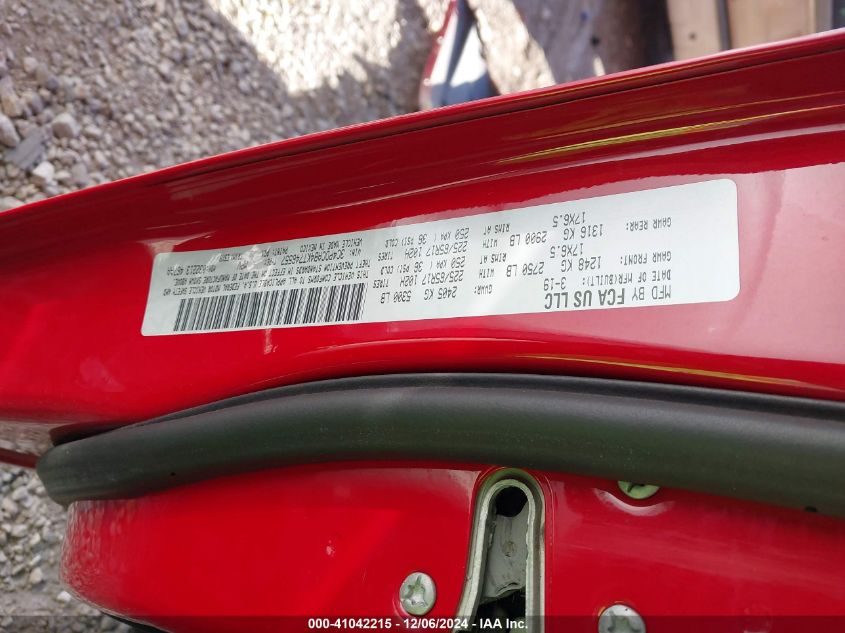 MFD BY FCA US LLC
DATE OF MFR(BUILT): 3-19
GVWR: 2405 KG 5300 LB
GAWR FRONT: 1248 KG 2750 LB
WITH 225/65R17 102H TIRES
17X6.5 RIMS AT 250 KPA( 36 PSI) COLD
GAWR REAR: 1316 KG 2900 LB
WITH 225/65R17 102H TIRES
17X6.5 RIMS AT 250 KPA( 36 PSI) COLD
THIS VEHICLE CONFORMS TO ALL APPLICABLE U.S.A. FEDERAL MOTOR VEHICLE SAFETY AND
THEFT PREVENTION STANDARDS IN EFFECT ON THE DATE OF MANUFACTURE SHOWN ABOVE.
VEHICLE MADE IN MEXICO
000-41042215 - 12/06/2024 - IAA Inc.